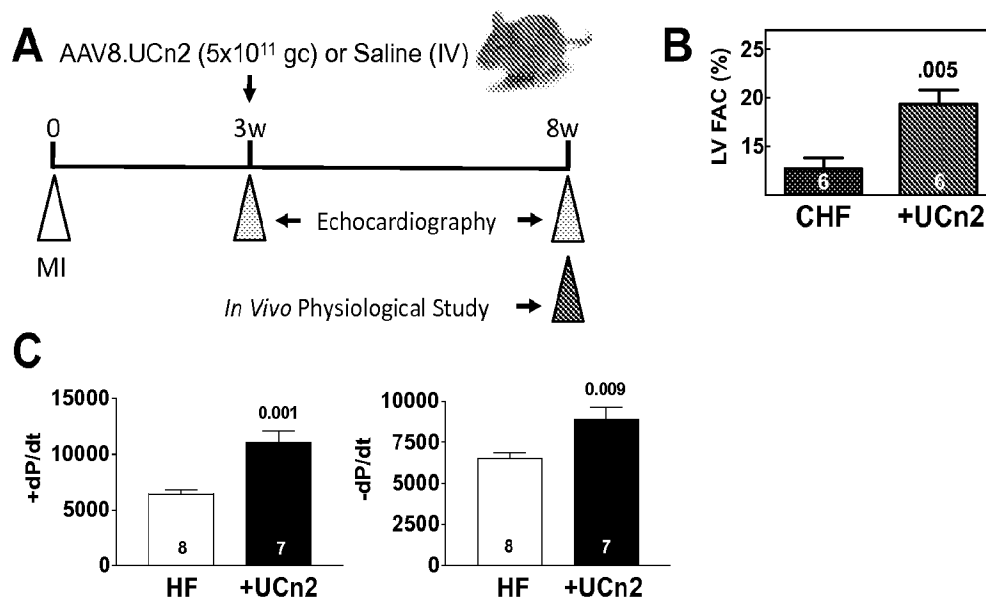 A
AAV8.UCn2 (5x10¹¹ gc) or Saline (IV)
0 3w 8w
Echocardiography
MI
In Vivo Physiological Study
B
LV FAC (%)
25
20
15
.005
6 6
CHF +UCn2
C
+dP/dt
15000
10000
5000
0
0.001
8 7
HF +UCn2
-dP/dt
10000
7500
5000
2500
0
0.009
8 7
HF +UCn2